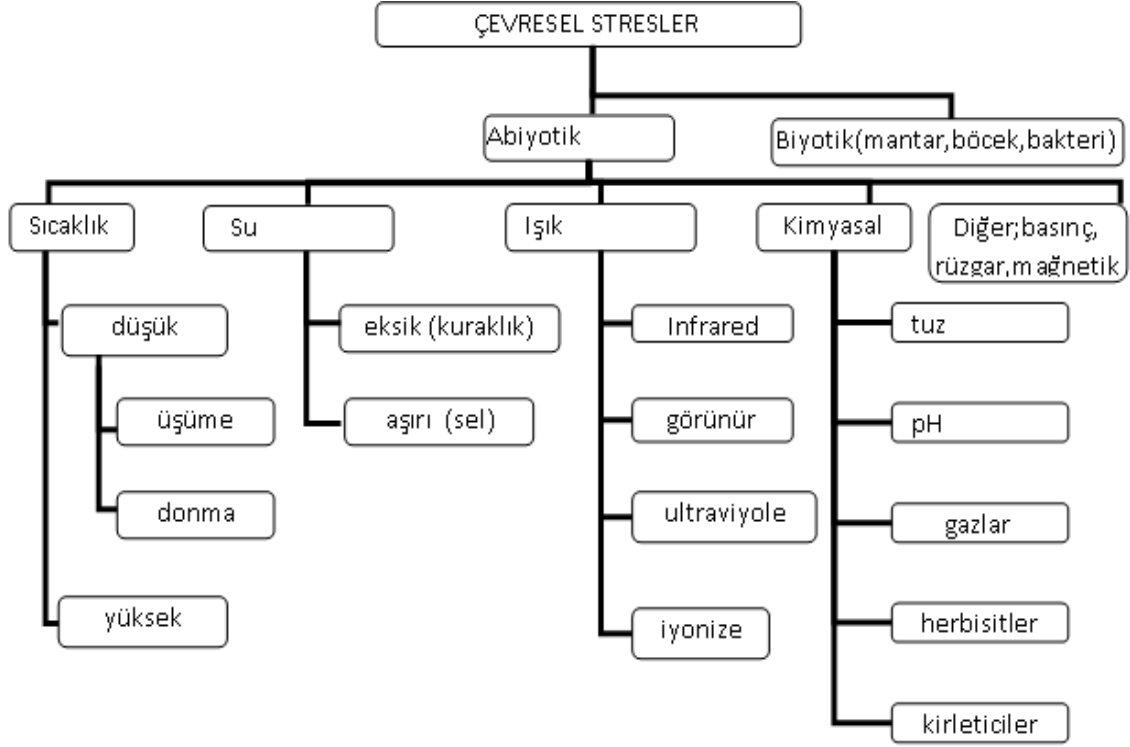 ÇEVRESEL STRESLER
Abiyotik
Biyotik(mantar,böcek,bakteri)
Sıcaklık
Su
Işık
Kimyasal
Diğer;basınç,
rüzgar,mağnetik
düşük
eksik (kuraklık)
Infrared
tuz
üşüme
aşırı (sel)
görünür
pH
donma
ultraviyole
gazlar
yüksek
iyonize
herbisitler
kirleticiler